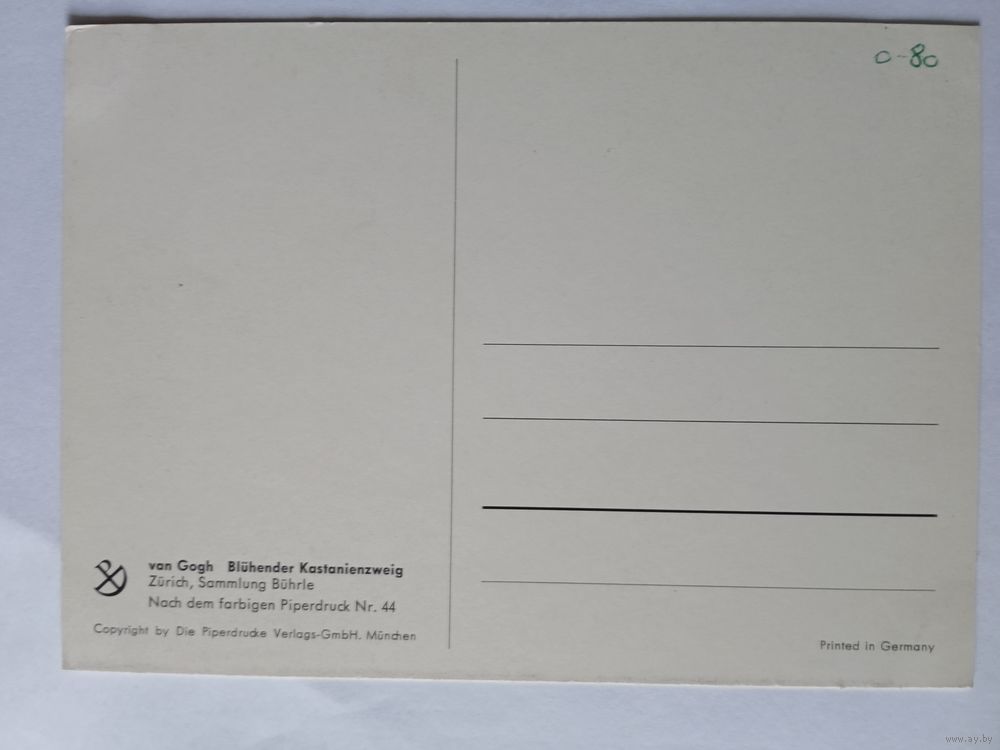 0-80
van Gogh Blühender Kastanienzweig
Zürich, Sammlung Bührle
Nach dem farbigen Piperdruck Nr. 44
Copyright by Die Piperdrucke Verlags-GmbH. München
Printed in Germany
www.ay.by